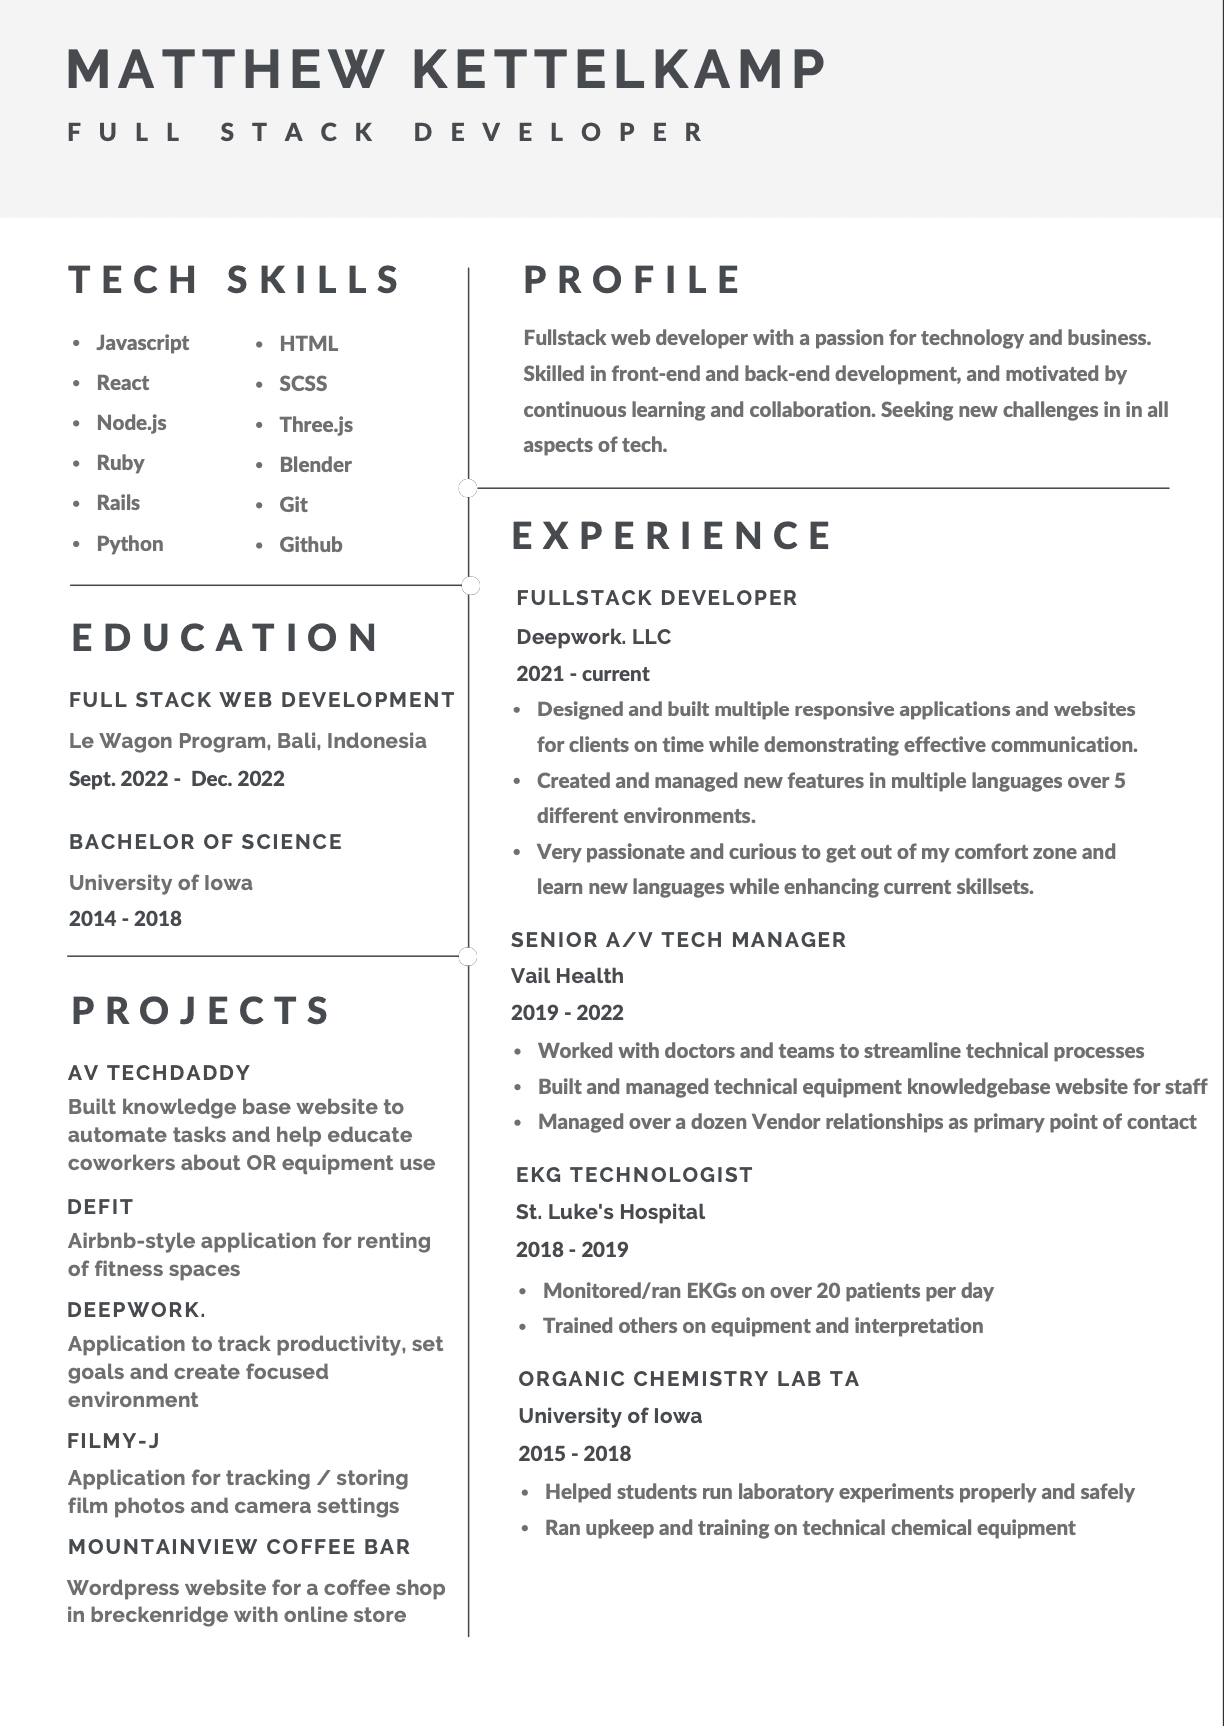 MATTHEW KETTELKAMP
FULL STACK DEVELOPER
TECH SKILLS
• Javascript
• React
• Node.js
• Ruby
• Rails
• Python
• HTML
• SCSS
• Three.js
• Blender
• Git
• Github
EDUCATION
FULL STACK WEB DEVELOPMENT
Le Wagon Program, Bali, Indonesia
Sept. 2022 - Dec. 2022
BACHELOR OF SCIENCE
University of Iowa
2014 - 2018
PROJECTS
AV TECHDADDY
Built knowledge base website to
automate tasks and help educate
coworkers about OR equipment use
DEFIT
Airbnb-style application for renting
of fitness spaces
DEEPWORK.
Application to track productivity, set
goals and create focused
environment
FILMY-J
Application for tracking / storing
film photos and camera settings
MOUNTAINVIEW COFFEE BAR
Wordpress website for a coffee shop
in breckenridge with online store
PROFILE
Fullstack web developer with a passion for technology and business.
Skilled in front-end and back-end development, and motivated by
continuous learning and collaboration. Seeking new challenges in in all
aspects of tech.
EXPERIENCE
FULLSTACK DEVELOPER
Deepwork. LLC
2021 - current
• Designed and built multiple responsive applications and websites
for clients on time while demonstrating effective communication.
• Created and managed new features in multiple languages over 5
different environments.
• Very passionate and curious to get out of my comfort zone and
learn new languages while enhancing current skillsets.
SENIOR A/V TECH MANAGER
Vail Health
2019 - 2022
• Worked with doctors and teams to streamline technical processes
• Built and managed technical equipment knowledgebase website for staff
• Managed over a dozen Vendor relationships as primary point of contact
EKG TECHNOLOGIST
St. Luke's Hospital
2018 - 2019
• Monitored/ran EKGs on over 20 patients per day
• Trained others on equipment and interpretation
ORGANIC CHEMISTRY LAB TA
University of Iowa
2015 - 2018
• Helped students run laboratory experiments properly and safely
• Ran upkeep and training on technical chemical equipment